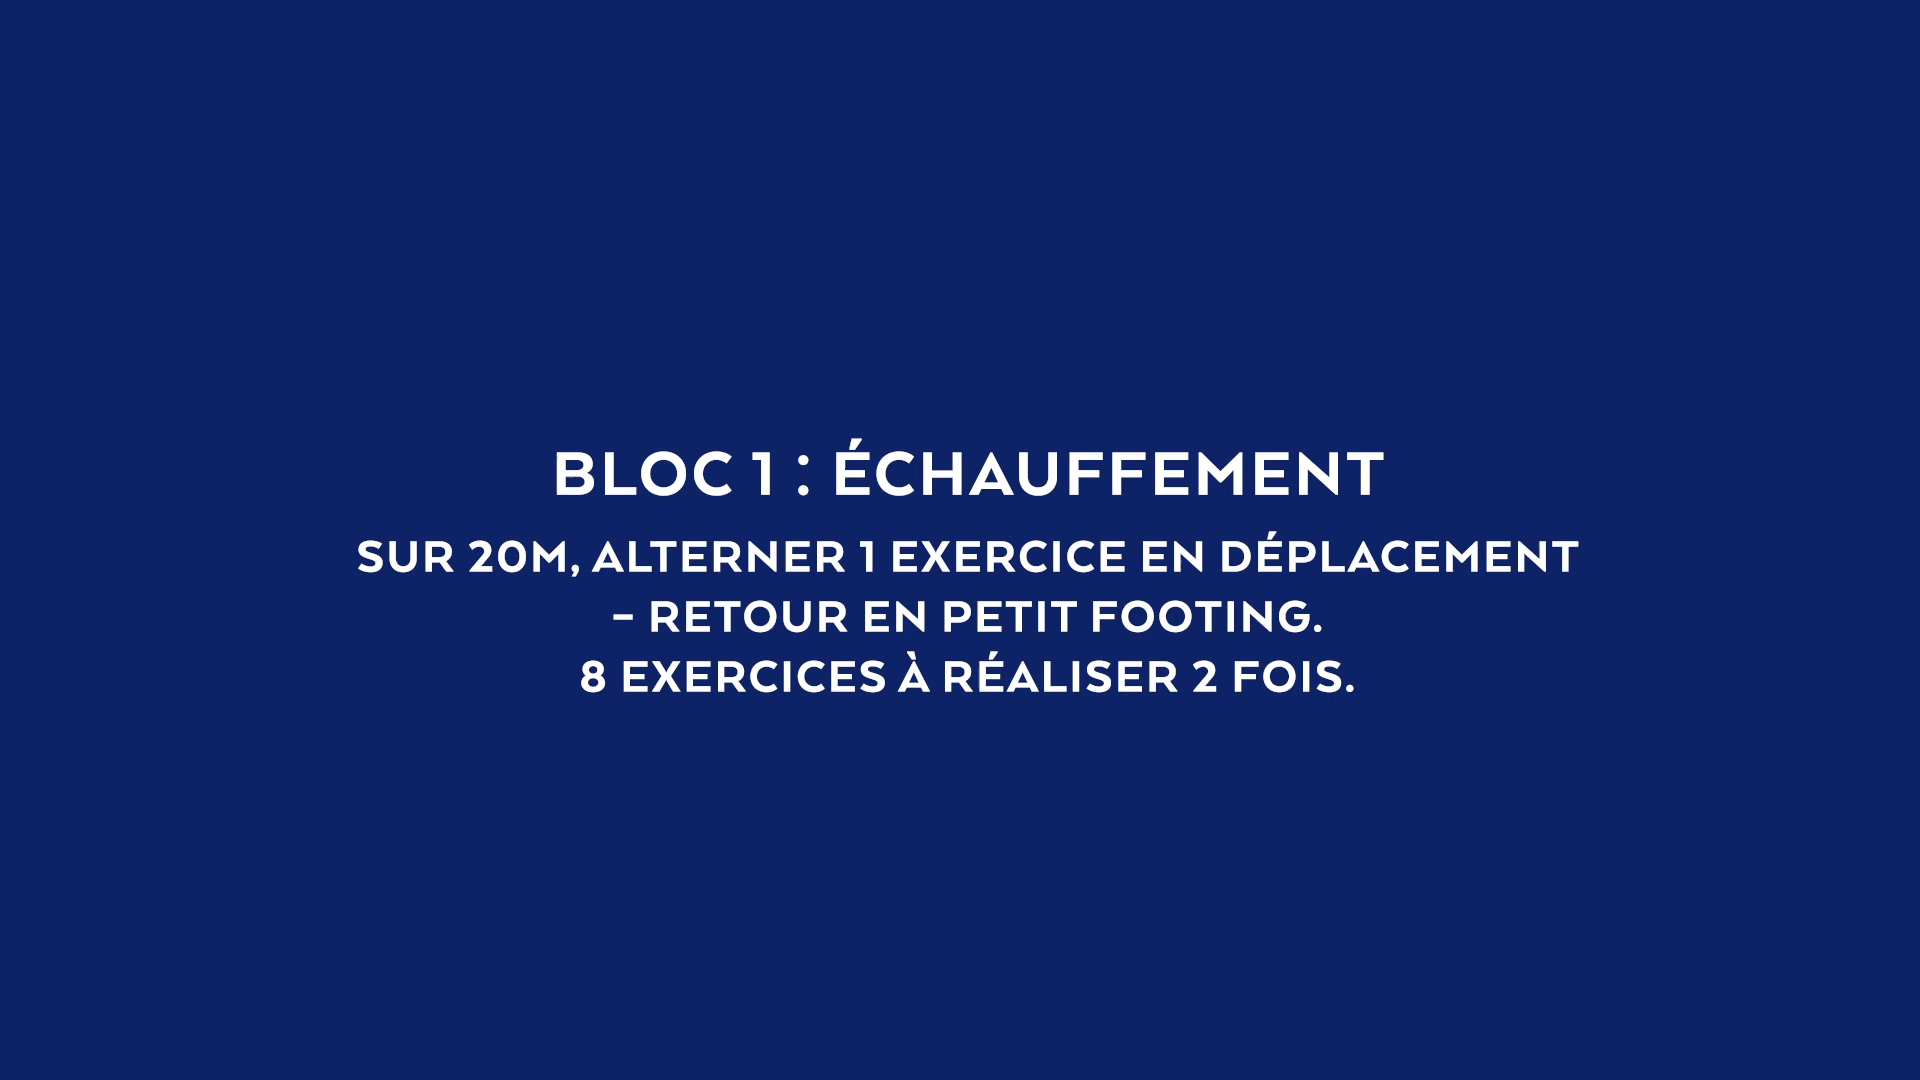 BLOC 1 : ÉCHAUFFEMENT
SUR 20M, ALTERNER 1 EXERCICE EN DÉPLACEMENT
– RETOUR EN PETIT FOOTING.
8 EXERCICES À RÉALISER 2 FOIS.